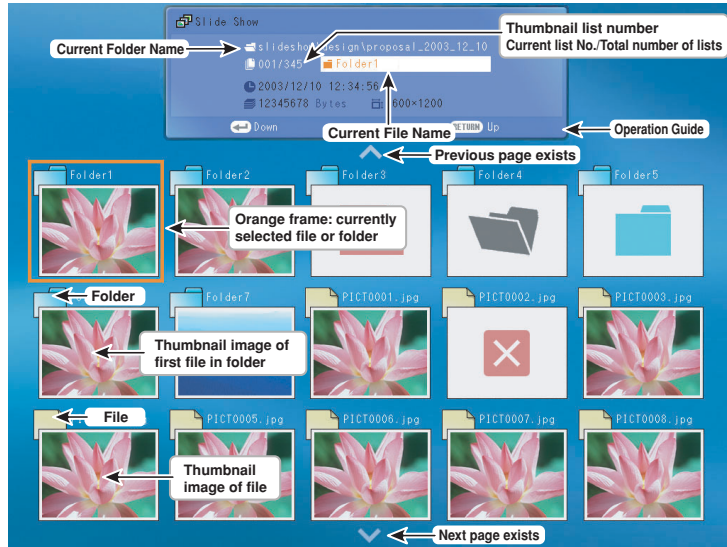 Slide Show
Thumbnail list number
Current list No./Total number of lists
Current Folder Name
slidesho design\proposal_2003_12_10
001/345
Folder1
2003/12/10 12:34:56
12345678 Bytes
600×1200
Current File Name
Down
RETURN Up
Operation Guide
Previous page exists
Folder1
Folder2
Folder3
Folder4
Folder5
Orange frame: currently
selected file or folder
Folder
Folder7
PICT0001.jpg
PICT0002.jpg
PICT0003.jpg
Thumbnail image of
first file in folder
File
.jpg
PICT0005.jpg
PICT0006.jpg
PICT0007.jpg
PICT0008.jpg
Thumbnail
image of file
Next page exists